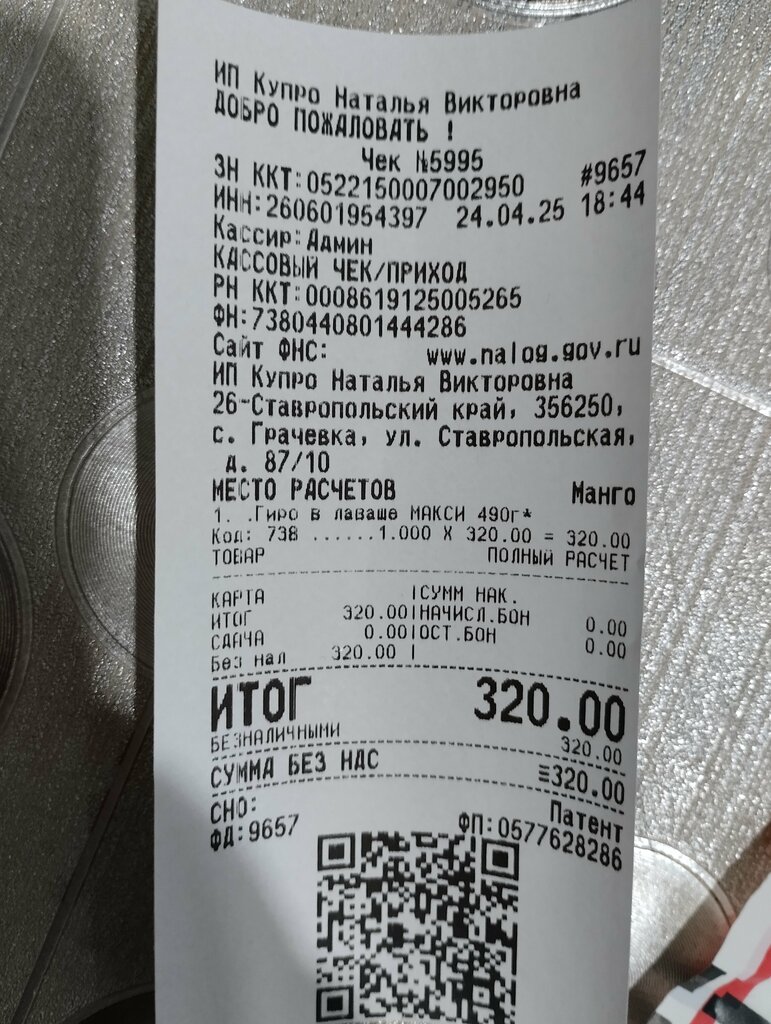 ИП Купро Наталья Викторовна
ДОБРО ПОЖАЛОВАТЬ !
Чек №5995
ЗН ККТ:0522150007002950 #9657
ИНН:260601954397 24.04.25 18:44
Кассир:Админ
КАССОВЫЙ ЧЕК/ПРИХОД
РН ККТ:0008619125005265
ФН:7380440801444286
Сайт ФНС: www.nalog.gov.ru
ИП Купро Наталья Викторовна
26-Ставропольский край, 356250,
с. Грачевка, ул. Ставропольская,
д. 87/10
МЕСТО РАСЧЕТОВ Манго
1. .Гиро в лаваше МАКСИ 490г*
Код: 738 ......1.000 X 320.00 = 320.00
ТОВАР ПОЛНЫЙ РАСЧЕТ
КАРТА |СУММ НАК.
ИТОГ 320.00|НАЧИСЛ.БОН 0.00
СДАЧА 0.00|ОСТ.БОН 0.00
Без нал 320.00 |
ИТОГ 320.00
БЕЗНАЛИЧНЫМИ 320.00
СУММА БЕЗ НДС ≡320.00
СНО: Патент
ФД:9657 ФП:0577628286